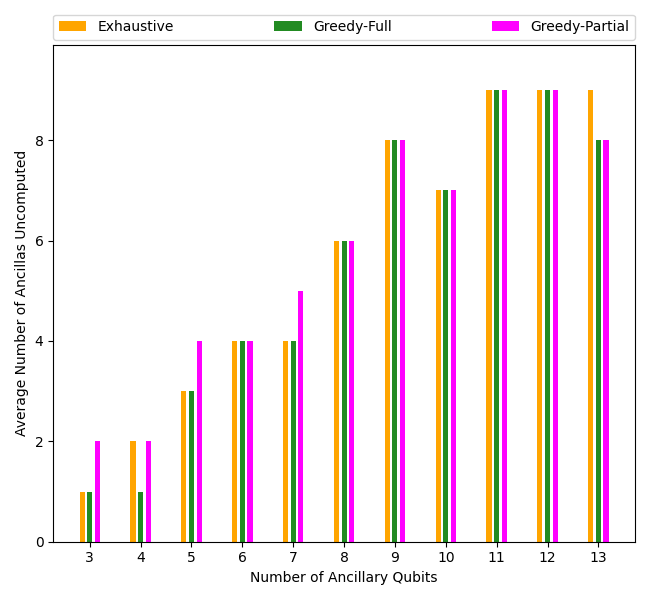 Exhaustive Greedy-Full Greedy-Partial
Average Number of Ancillas Uncomputed
8
6
4
2
0
3 4 5 6 7 8 9 10 11 12 13
Number of Ancillary Qubits